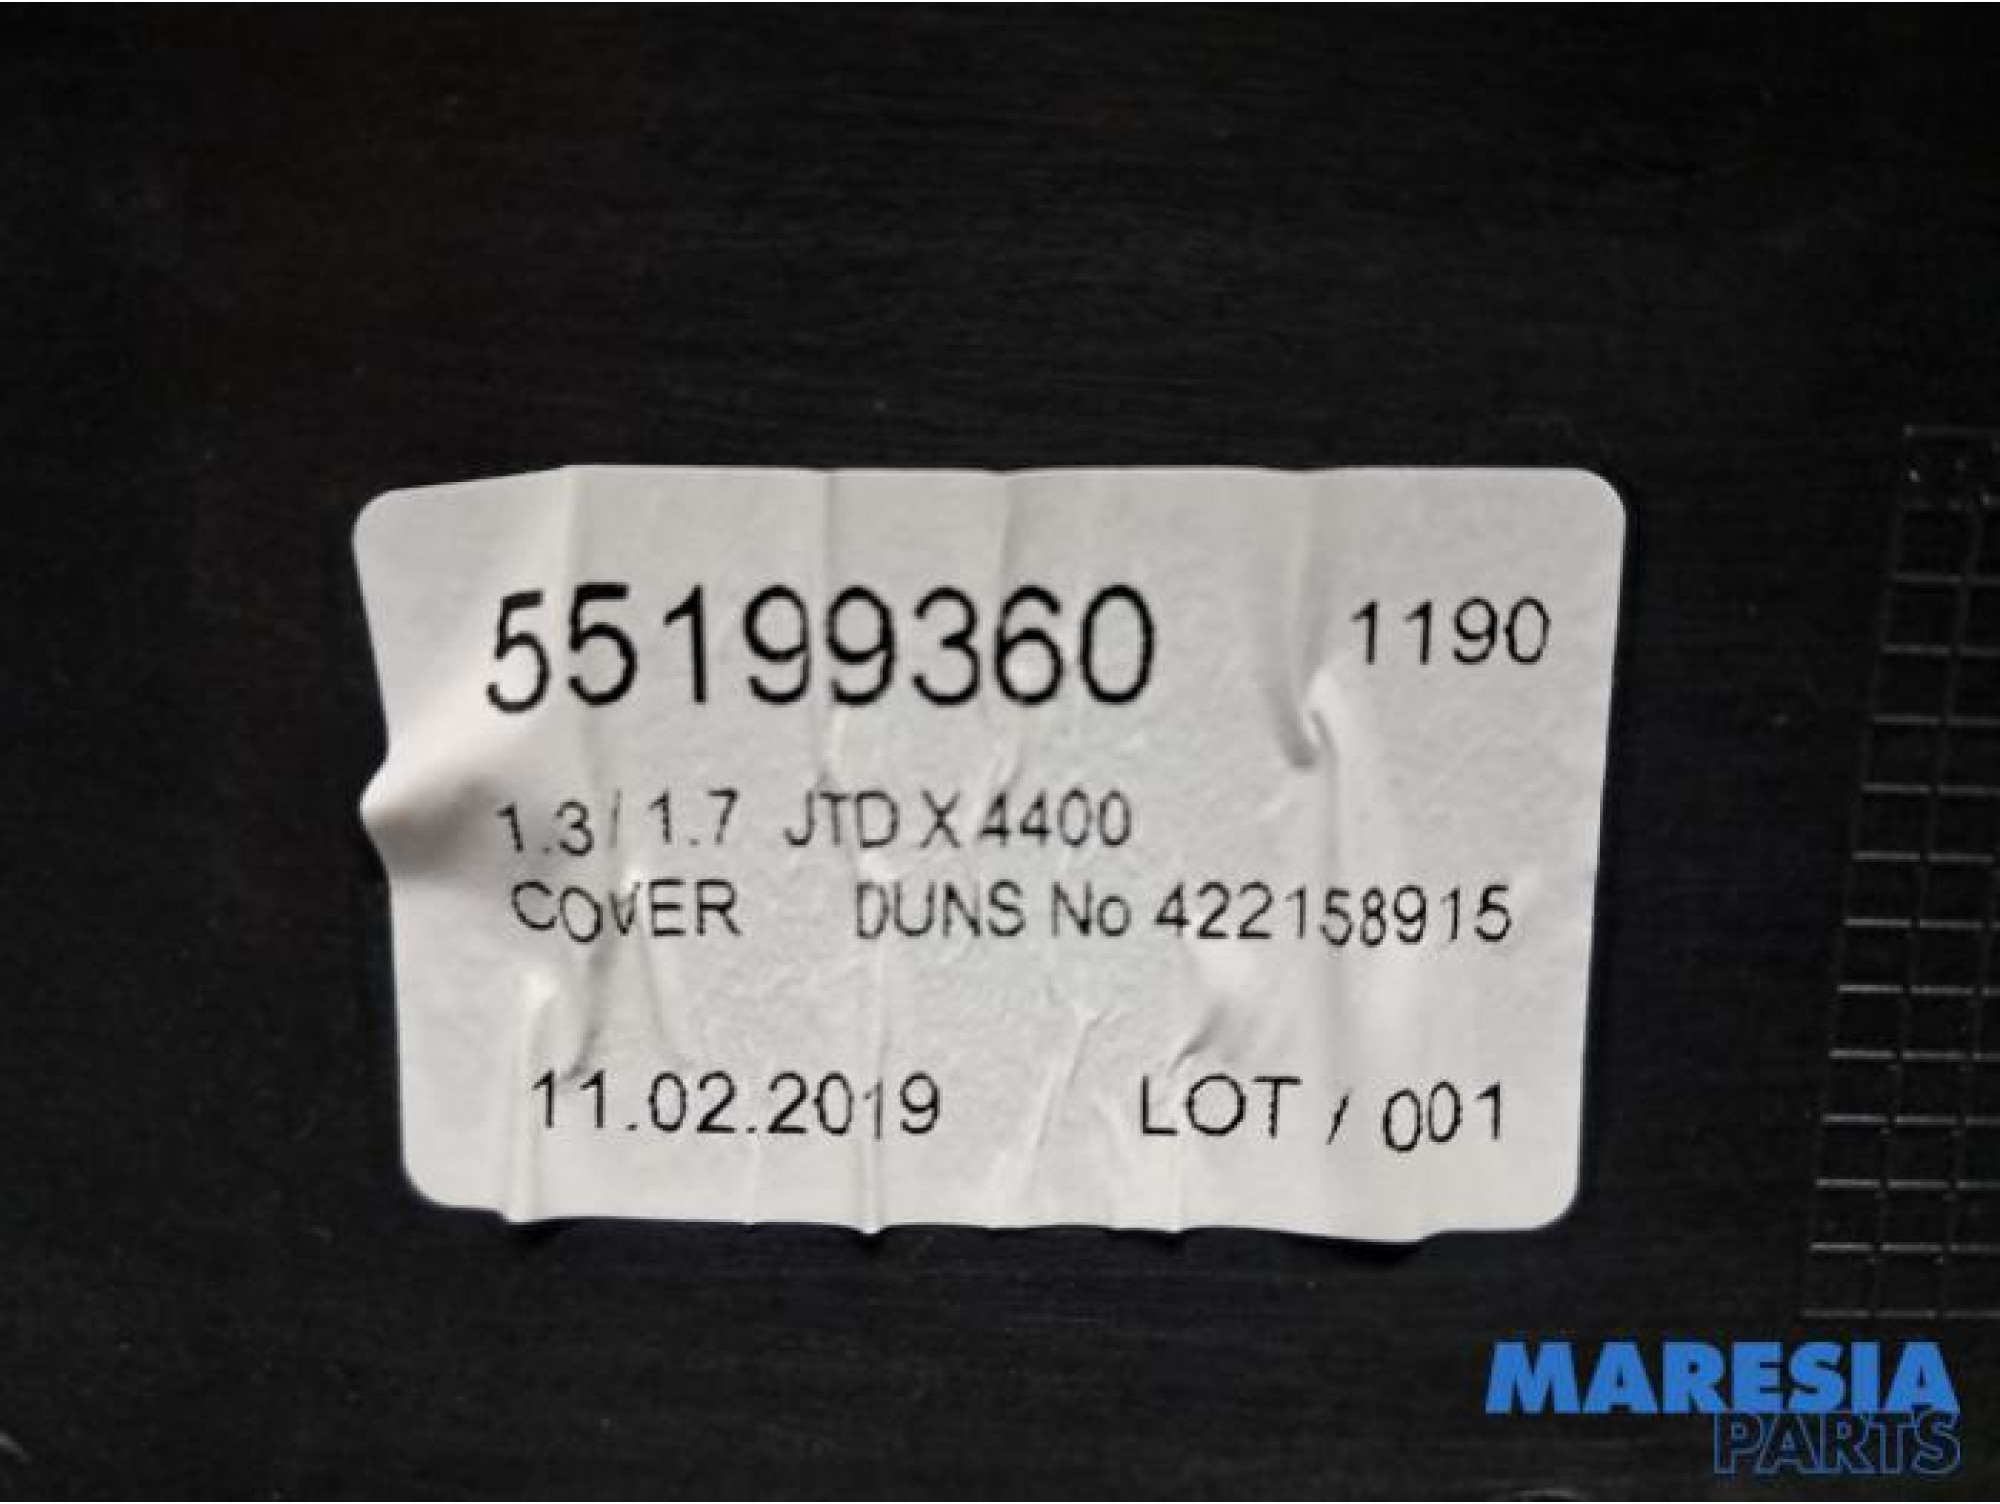 55199360 1190
1.3/ 1.7 JTD X 4400
COVER DUNS No 422158915
11.02.2019 LOT / 001
MARESIA
PARTS